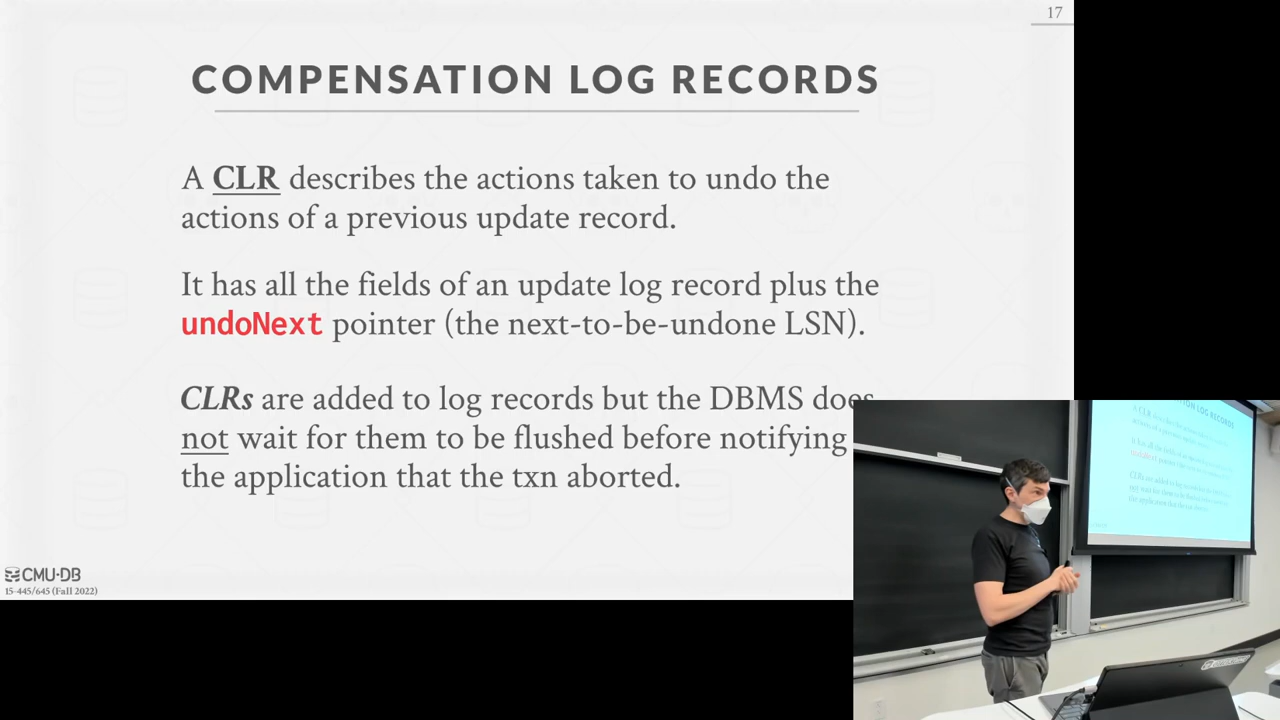 17
COMPENSATION LOG RECORDS
A CLR describes the actions taken to undo the
actions of a previous update record.
It has all the fields of an update log record plus the
undoNext pointer (the next-to-be-undone LSN).
CLRs are added to log records but the DBMS does
not wait for them to be flushed before notifying
the application that the txn aborted.
CMU·DB
15-445/645 (Fall 2022)